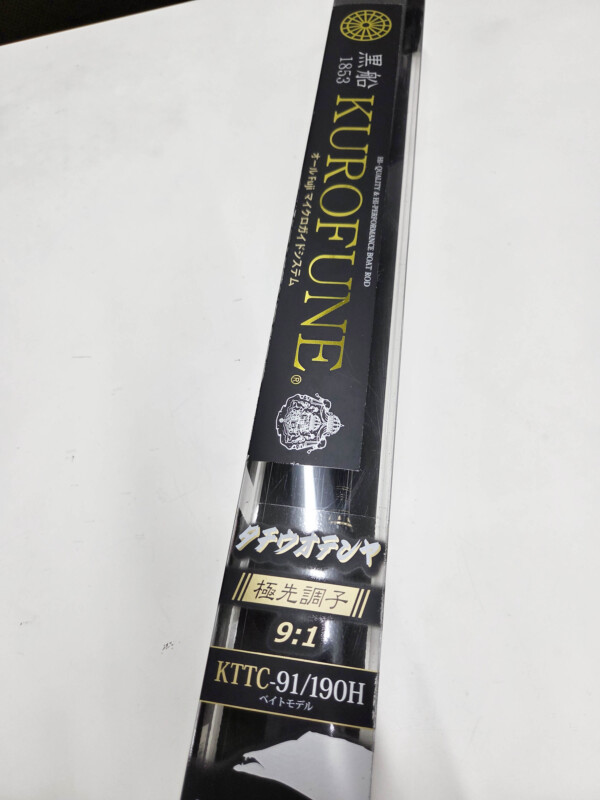 黒船
1853
KUROFUNE®
HI-QUALITY & HI-PERFORMANCE BOAT ROD
オールFuji マイクロガイドシステム
タチウオテンヤ
極先調子
9:1
KTTC-91/190H
ベイトモデル